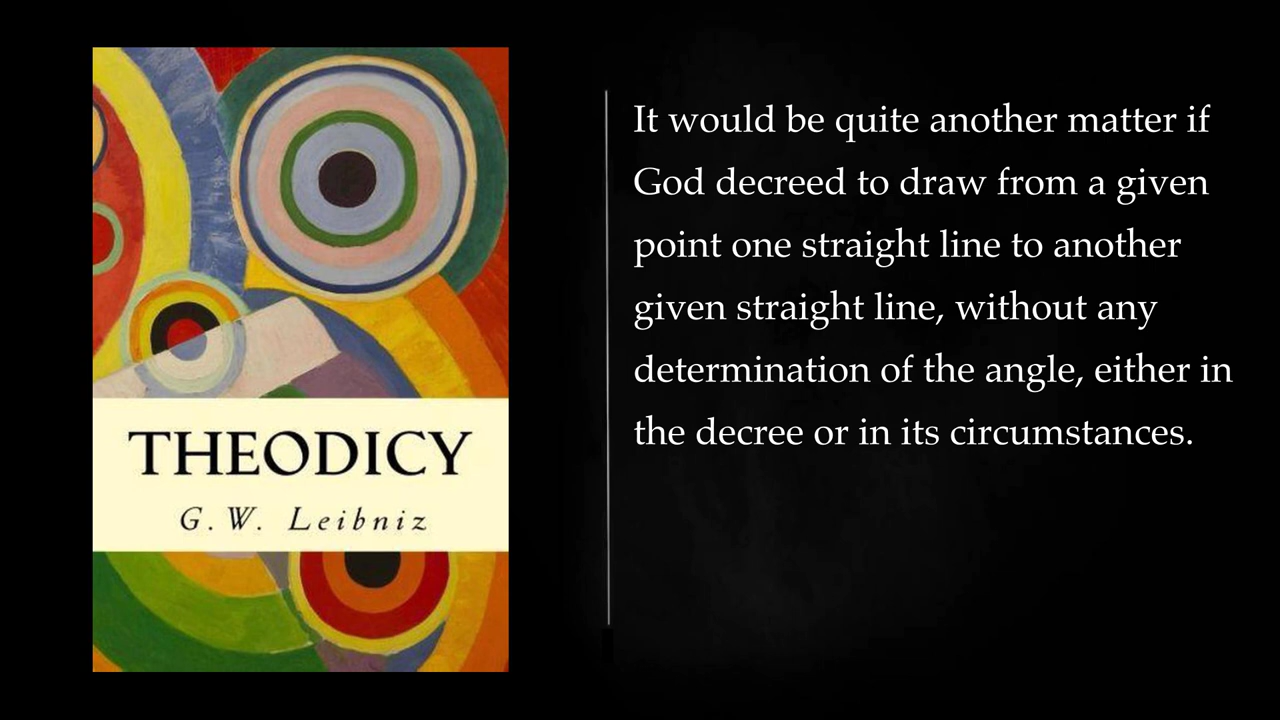 THEODICY
G.W. Leibniz
It would be quite another matter if
God decreed to draw from a given
point one straight line to another
given straight line, without any
determination of the angle, either in
the decree or in its circumstances.